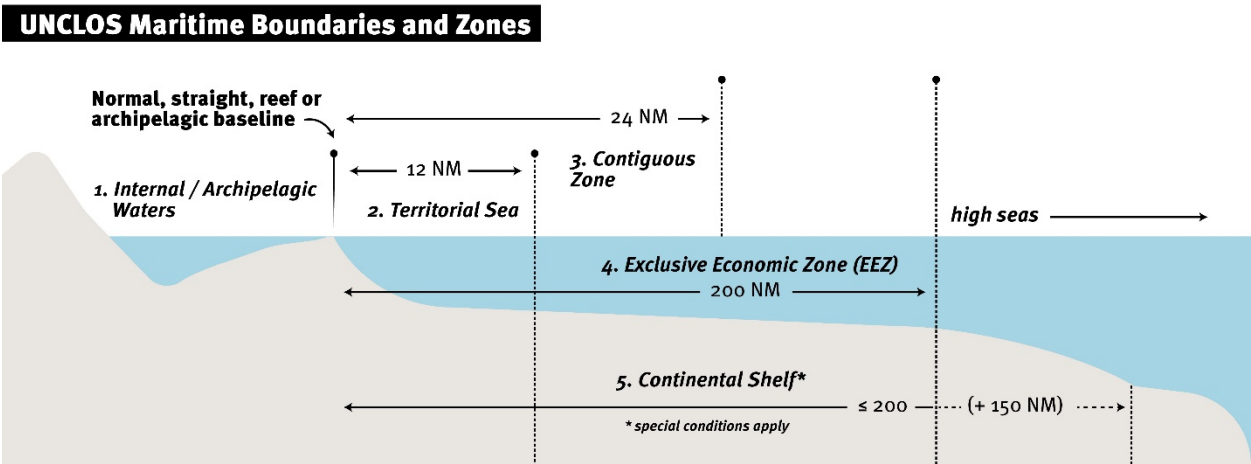 UNCLOS Maritime Boundaries and Zones
Normal, straight, reef or
archipelagic baseline
24 NM
12 NM
3. Contiguous
Zone
1. Internal / Archipelagic
Waters
2. Territorial Sea
high seas
4. Exclusive Economic Zone (EEZ)
200 NM
5. Continental Shelf*
≤ 200
(+ 150 NM)
* special conditions apply